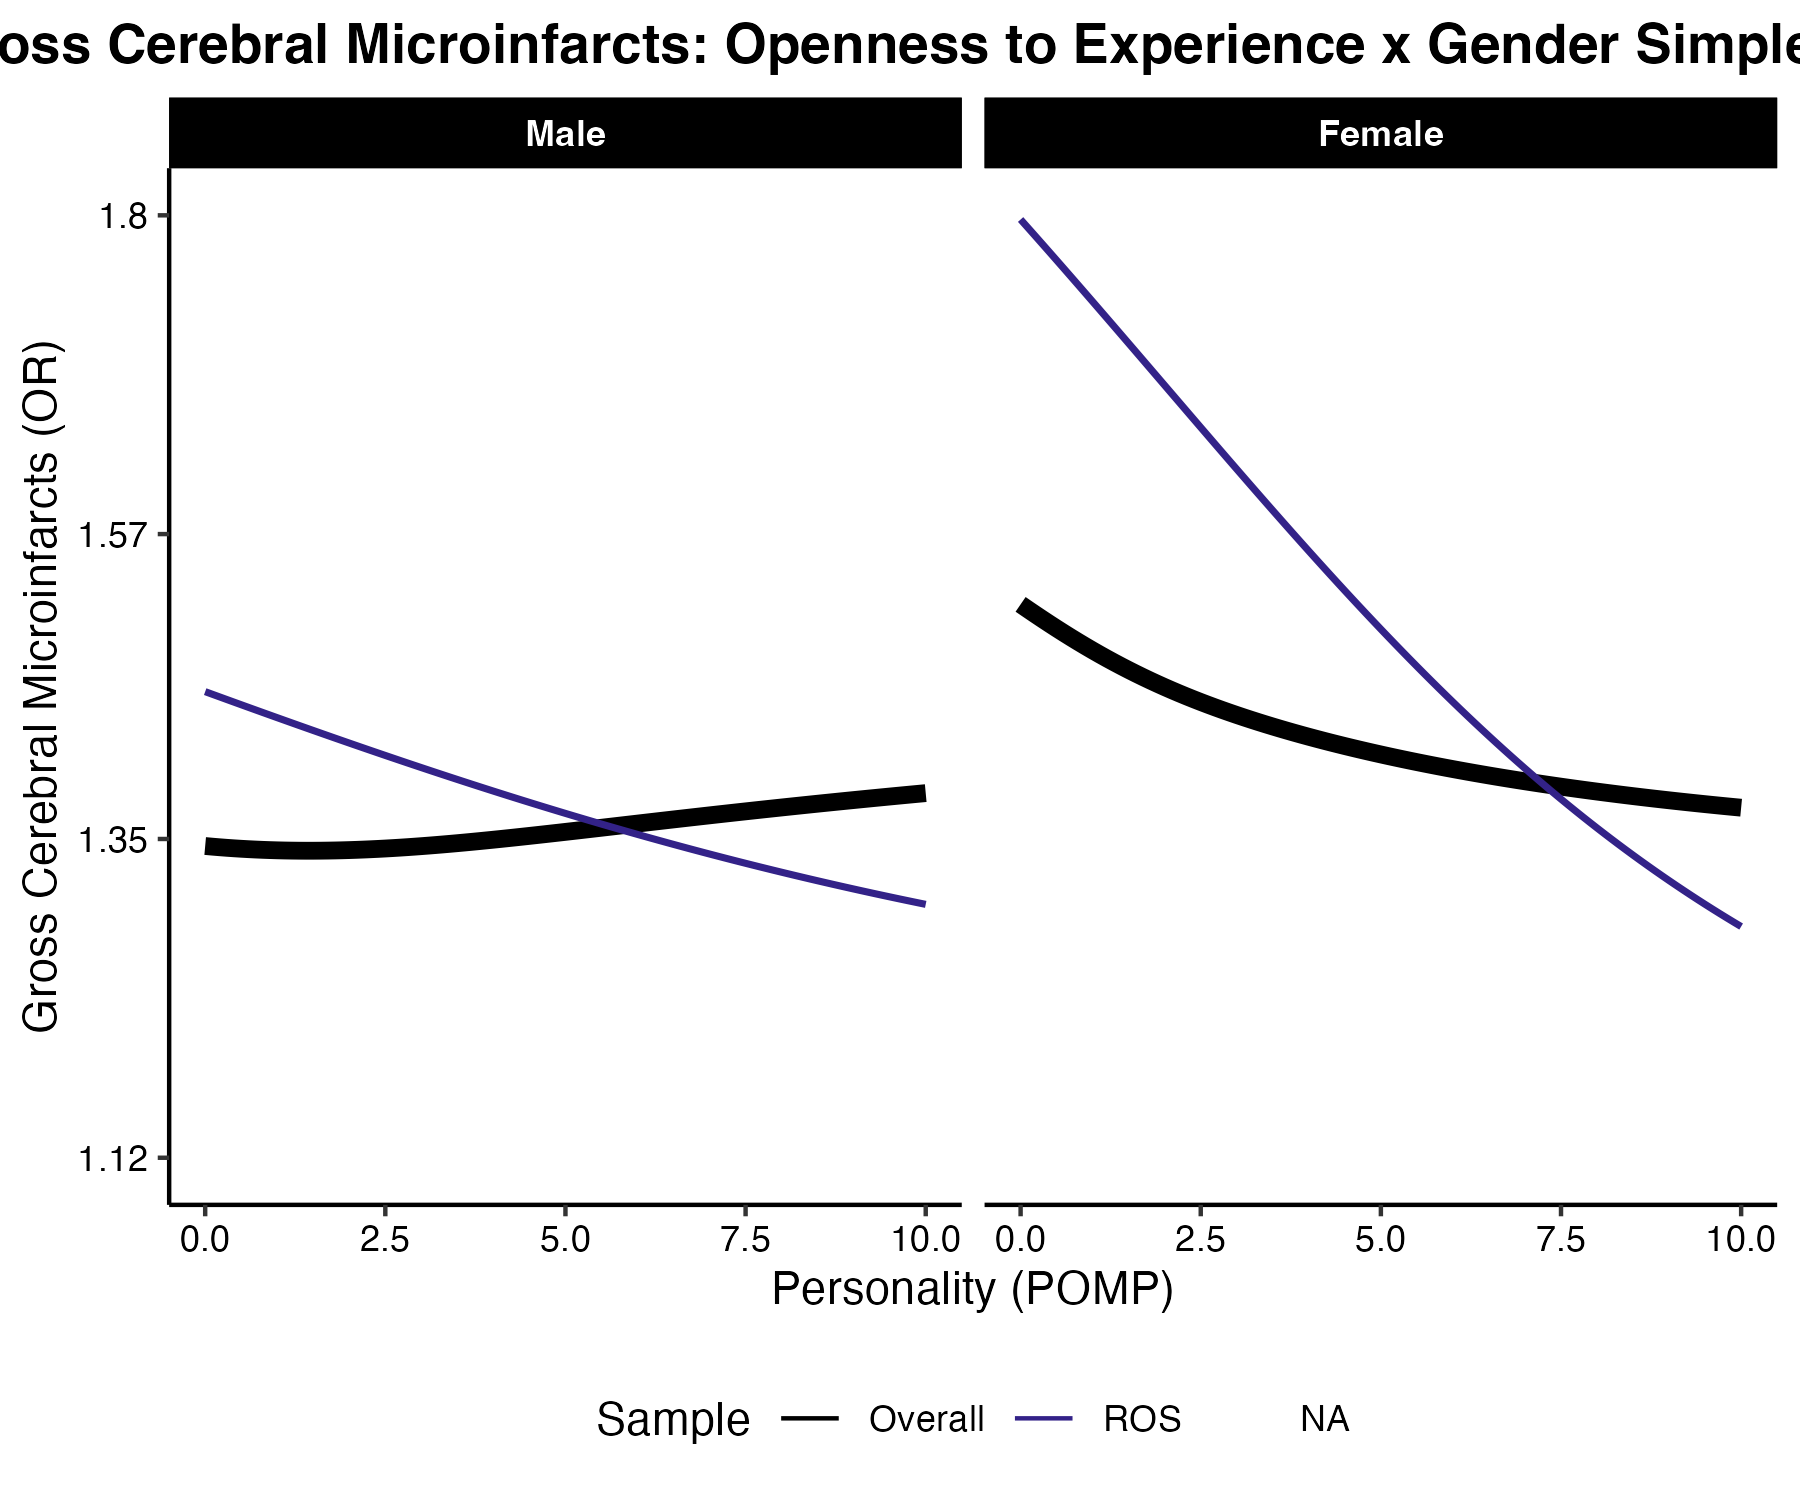 oss Cerebral Microinfarcts: Openness to Experience x Gender Simple
Male
Female
Gross Cerebral Microinfarcts (OR)
1.8
1.57
1.35
1.12
0.0 2.5 5.0 7.5 10.0 0.0 2.5 5.0 7.5 10.0
Personality (POMP)
Sample Overall ROS NA